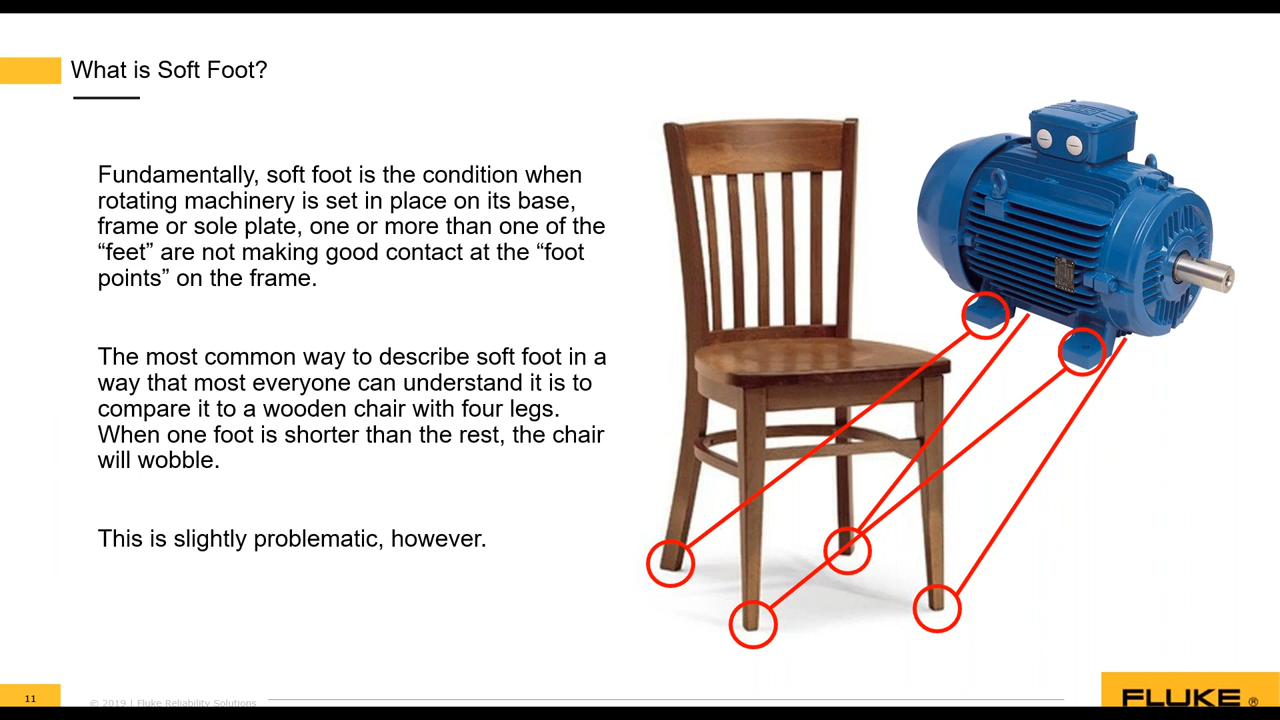 What is Soft Foot?
Fundamentally, soft foot is the condition when
rotating machinery is set in place on its base,
frame or sole plate, one or more than one of the
“feet” are not making good contact at the “foot
points” on the frame.
The most common way to describe soft foot in a
way that most everyone can understand it is to
compare it to a wooden chair with four legs.
When one foot is shorter than the rest, the chair
will wobble.
This is slightly problematic, however.
11
© 2019 | Fluke Reliability Solutions
FLUKE ®